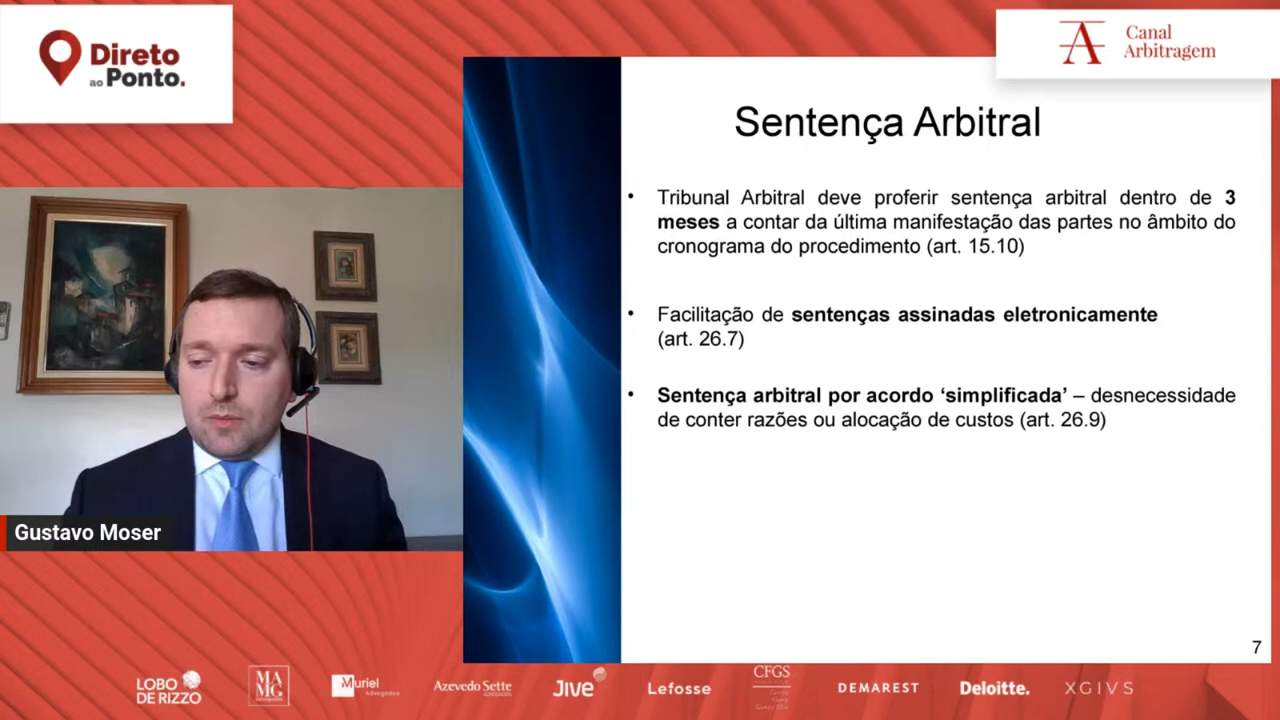 Direto
ao Ponto.
Canal
Arbitragem
Sentença Arbitral
• Tribunal Arbitral deve proferir sentença arbitral dentro de 3
meses a contar da última manifestação das partes no âmbito do
cronograma do procedimento (art. 15.10)
• Facilitação de sentenças assinadas eletronicamente
(art. 26.7)
• Sentença arbitral por acordo ‘simplificada’ – desnecessidade
de conter razões ou alocação de custos (art. 26.9)
Gustavo Moser
7
LOBO
DE RIZZO
MA
MG
Muriel
Advogados
Azevedo Sette
JIVE
Lefosse
CFGS
DEMAREST
Deloitte.
XGIVS